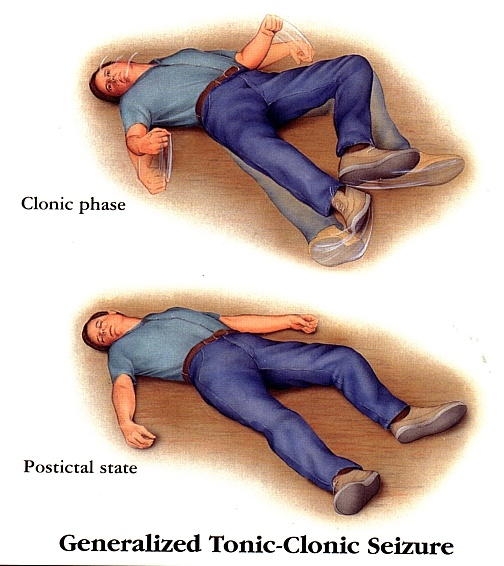 Clonic phase
Postictal state
Generalized Tonic-Clonic Seizure